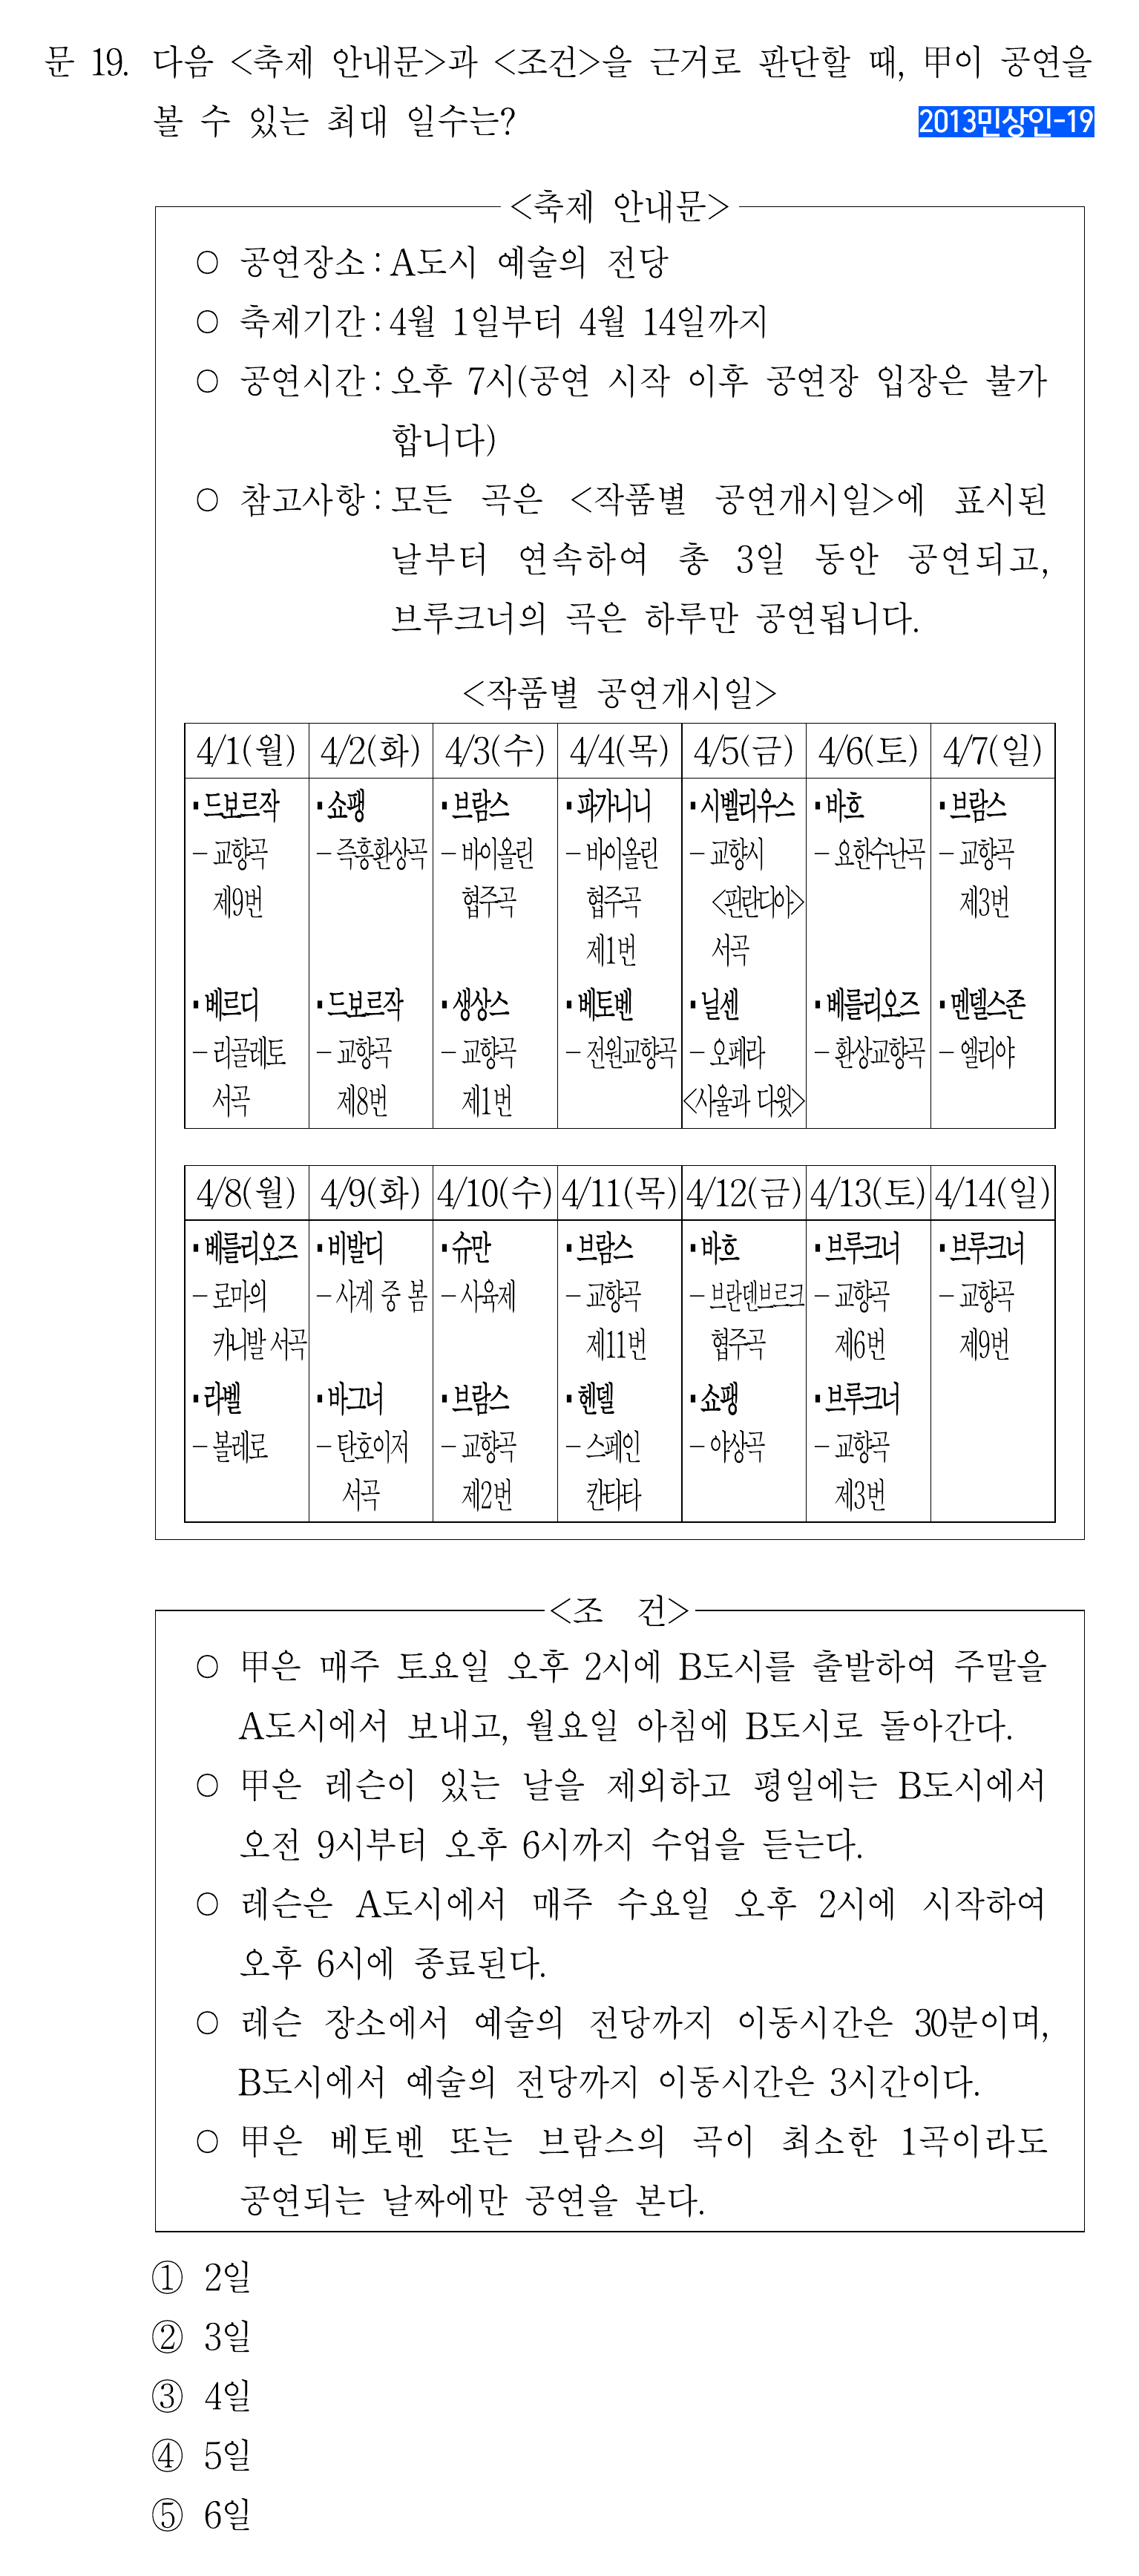 문 19. 다음 <축제 안내문>과 <조건>을 근거로 판단할 때, 甲이 공연을
볼 수 있는 최대 일수는?
2013민상인-19
<축제 안내문>
○ 공연장소 : A도시 예술의 전당
○ 축제기간 : 4월 1일부터 4월 14일까지
○ 공연시간 : 오후 7시(공연 시작 이후 공연장 입장은 불가
합니다)
○ 참고사항 : 모든 곡은 <작품별 공연개시일>에 표시된
날부터 연속하여 총 3일 동안 공연되고,
브루크너의 곡은 하루만 공연됩니다.
<작품별 공연개시일>
4/1(월) 4/2(화) 4/3(수) 4/4(목) 4/5(금) 4/6(토) 4/7(일)
▪드보르작 ▪쇼팽 ▪브람스 ▪파가니니 ▪시벨리우스 ▪바흐 ▪브람스
– 교향곡 – 즉흥환상곡 – 바이올린 – 바이올린 – 교향시 – 요한수난곡 – 교향곡
제9번 협주곡 협주곡 <핀란디아> 제3번
제1번 서곡
▪베르디 ▪드보르작 ▪생상스 ▪베토벤 ▪닐센 ▪베를리오즈 ▪멘델스존
– 리골레토 – 교향곡 – 교향곡 – 전원교향곡 – 오페라 – 환상교향곡 – 엘리야
서곡 제8번 제1번 <사울과 다윗>
4/8(월) 4/9(화) 4/10(수) 4/11(목) 4/12(금) 4/13(토) 4/14(일)
▪베를리오즈 ▪비발디 ▪슈만 ▪브람스 ▪바흐 ▪브루크너 ▪브루크너
– 로마의 – 사계 중 봄 – 사육제 – 교향곡 – 브란덴브르크 – 교향곡 – 교향곡
카니발 서곡 제11번 협주곡 제6번 제9번
▪라벨 ▪바그너 ▪브람스 ▪헨델 ▪쇼팽 ▪브루크너
– 볼레로 – 탄호이저 – 교향곡 – 스페인 – 야상곡 – 교향곡
서곡 제2번 칸타타 제3번
<조 건>
○ 甲은 매주 토요일 오후 2시에 B도시를 출발하여 주말을
A도시에서 보내고, 월요일 아침에 B도시로 돌아간다.
○ 甲은 레슨이 있는 날을 제외하고 평일에는 B도시에서
오전 9시부터 오후 6시까지 수업을 듣는다.
○ 레슨은 A도시에서 매주 수요일 오후 2시에 시작하여
오후 6시에 종료된다.
○ 레슨 장소에서 예술의 전당까지 이동시간은 30분이며,
B도시에서 예술의 전당까지 이동시간은 3시간이다.
○ 甲은 베토벤 또는 브람스의 곡이 최소한 1곡이라도
공연되는 날짜에만 공연을 본다.
① 2일
② 3일
③ 4일
④ 5일
⑤ 6일